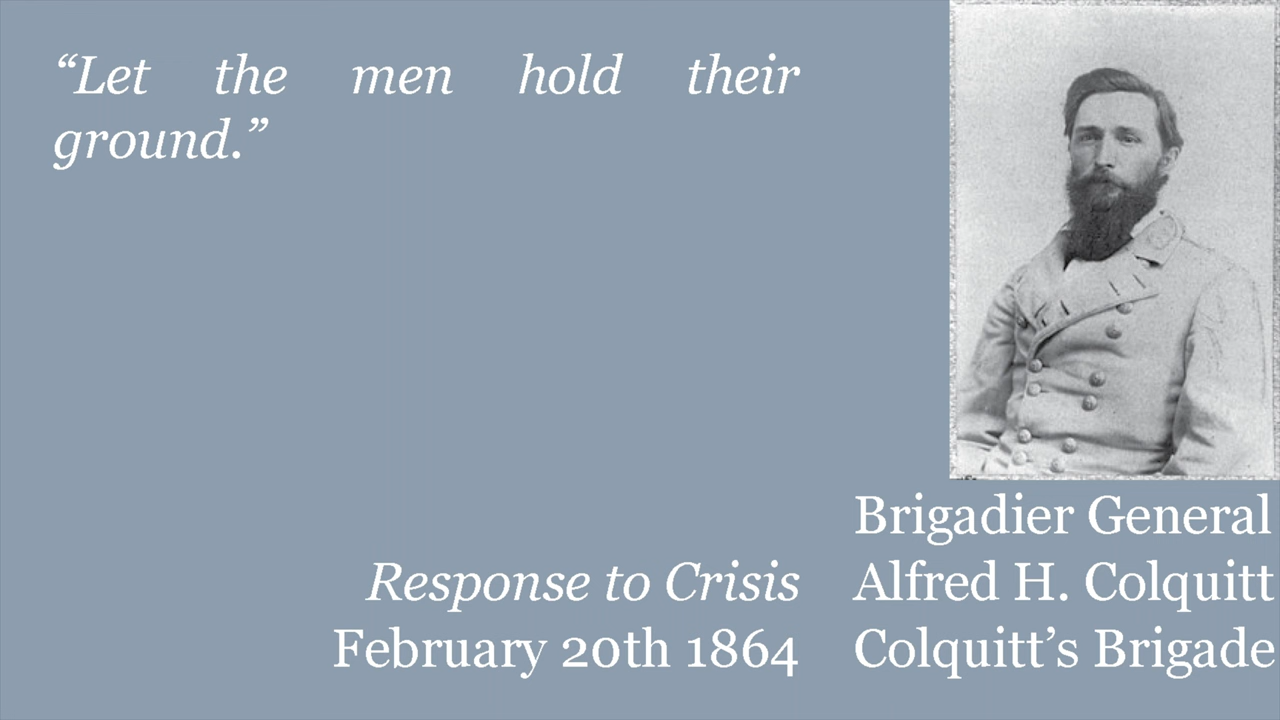 “Let the men hold their
ground.”
Response to Crisis
February 20th 1864
Brigadier General
Alfred H. Colquitt
Colquitt’s Brigade